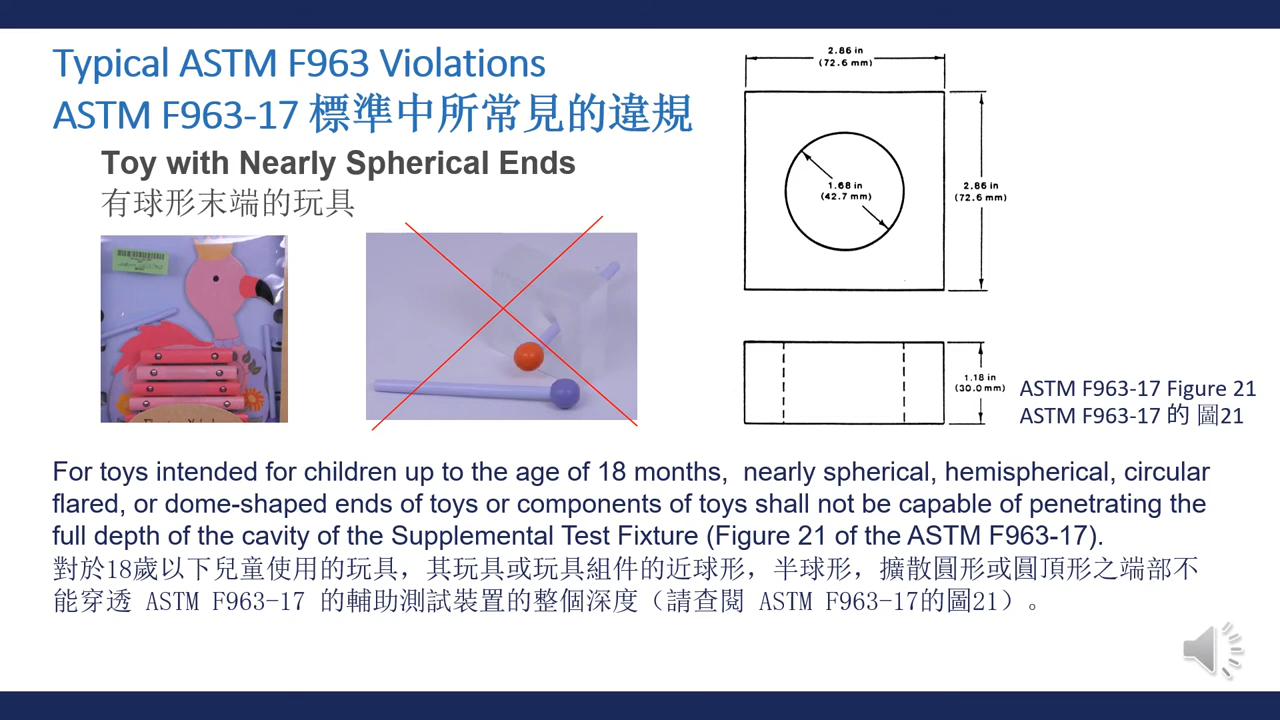 Typical ASTM F963 Violations
ASTM F963-17 標準中所常見的違規
Toy with Nearly Spherical Ends
有球形末端的玩具
2.86 in
(72.6 mm)
1.68 in
(42.7 mm)
2.86 in
(72.6 mm)
1.18 in
(30.0 mm)
ASTM F963-17 Figure 21
ASTM F963-17 的 圖21
For toys intended for children up to the age of 18 months, nearly spherical, hemispherical, circular
flared, or dome-shaped ends of toys or components of toys shall not be capable of penetrating the
full depth of the cavity of the Supplemental Test Fixture (Figure 21 of the ASTM F963-17).
對於18歲以下兒童使用的玩具，其玩具或玩具組件的近球形，半球形，擴散圓形或圓頂形之端部不
能穿透 ASTM F963-17 的輔助測試裝置的整個深度（請查閱 ASTM F963-17的圖21）。